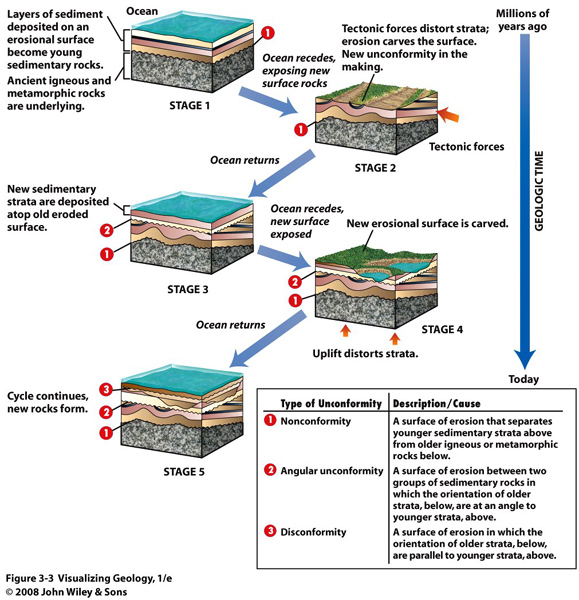 Layers of sediment
deposited on an
erosional surface
become young
sedimentary rocks.
Ancient igneous and
metamorphic rocks
are underlying.
Ocean
1
STAGE 1
Ocean recedes,
exposing new
surface rocks
Tectonic forces distort strata;
erosion carves the surface.
New unconformity in the
making.
1
STAGE 2
Tectonic forces
Millions of
years ago
GEOLOGIC TIME
Today
Ocean returns
New sedimentary
strata are deposited
atop old eroded
surface.
2
1
STAGE 3
Ocean recedes,
new surface
exposed
New erosional surface is carved.
2
1
STAGE 4
Uplift distorts strata.
Ocean returns
Cycle continues,
new rocks form.
3
2
1
STAGE 5
Type of Unconformity
Description/Cause
1 Nonconformity
A surface of erosion that separates
younger sedimentary strata above
from older igneous or metamorphic
rocks below.
2 Angular unconformity
A surface of erosion between two
groups of sedimentary rocks in
which the orientation of older
strata, below, are at an angle to
younger strata, above.
3 Disconformity
A surface of erosion in which the
orientation of older strata, below,
are parallel to younger strata, above.
Figure 3-3 Visualizing Geology, 1/e
© 2008 John Wiley & Sons